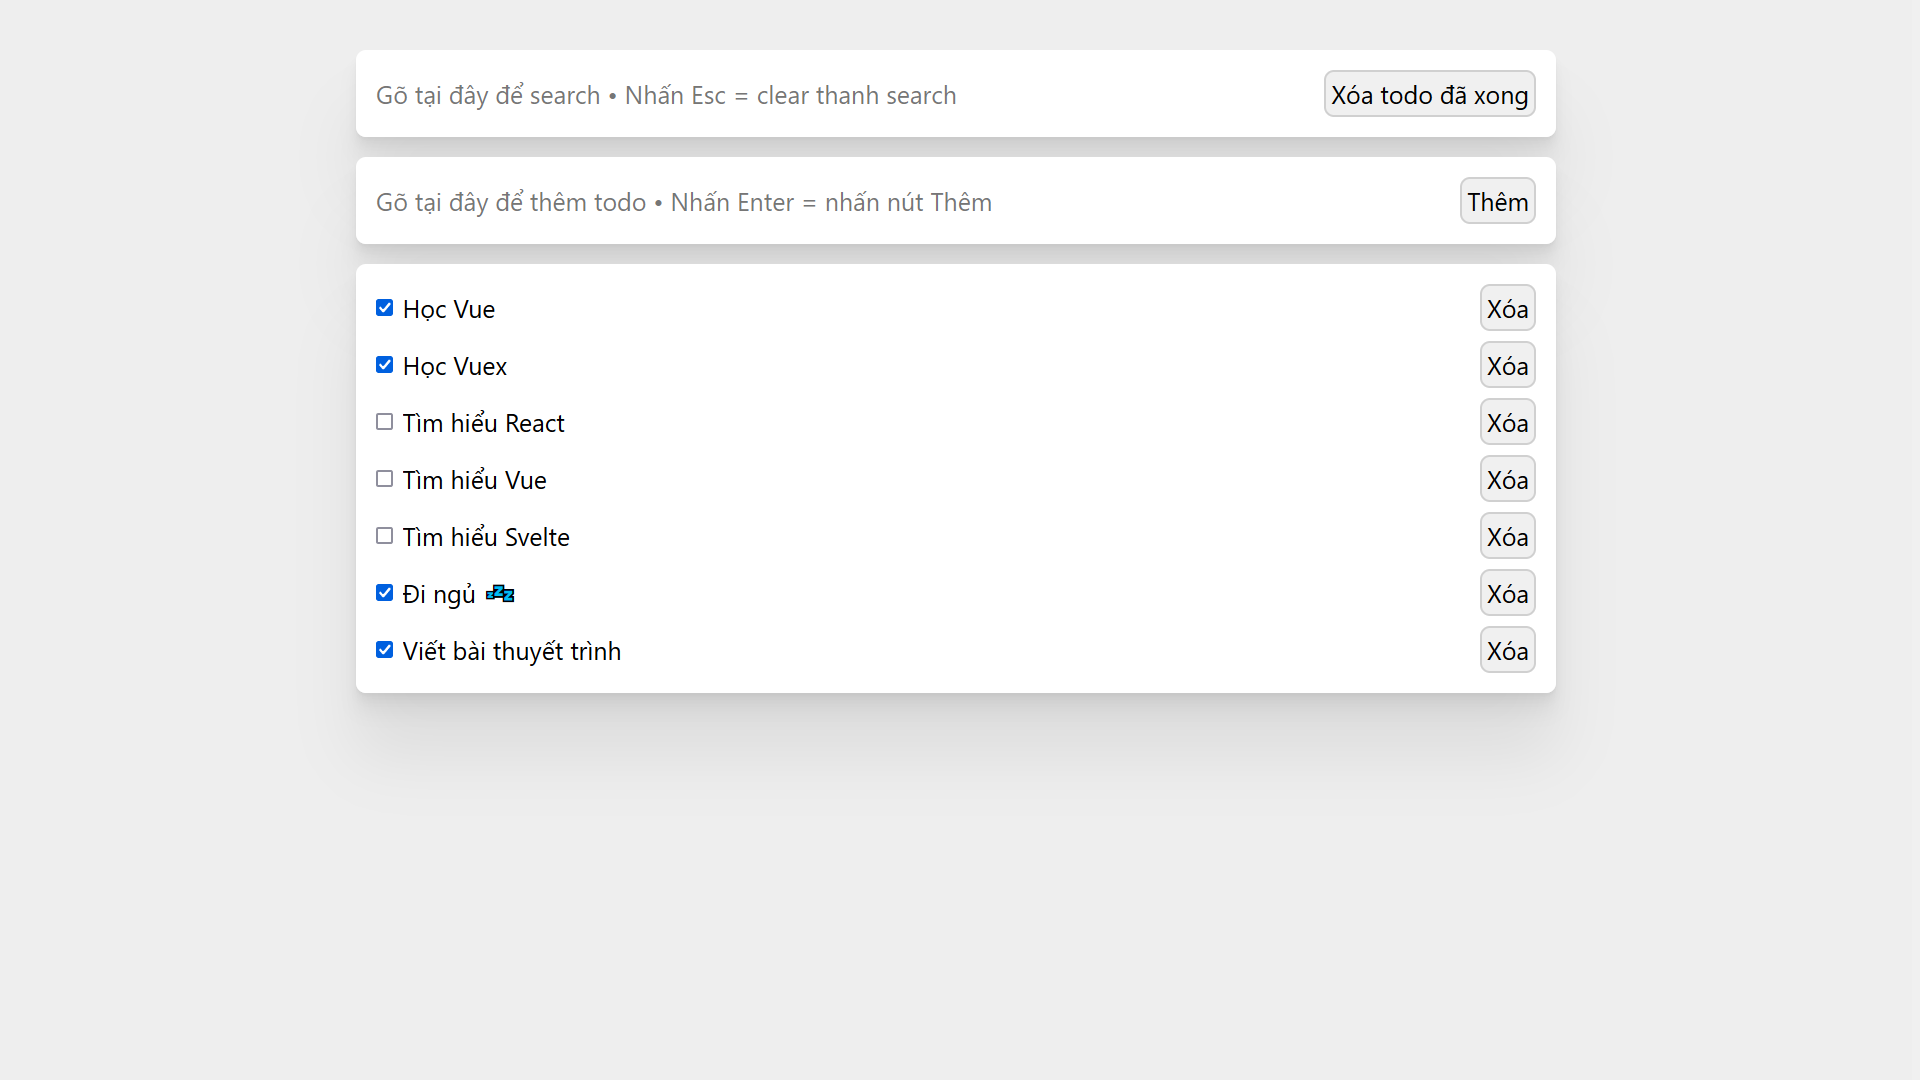 Gõ tại đây để search • Nhấn Esc = clear thanh search Xóa todo đã xong
Gõ tại đây để thêm todo • Nhấn Enter = nhấn nút Thêm Thêm
Học Vue Xóa
Học Vuex Xóa
Tìm hiểu React Xóa
Tìm hiểu Vue Xóa
Tìm hiểu Svelte Xóa
Đi ngủ 💤 Xóa
Viết bài thuyết trình Xóa